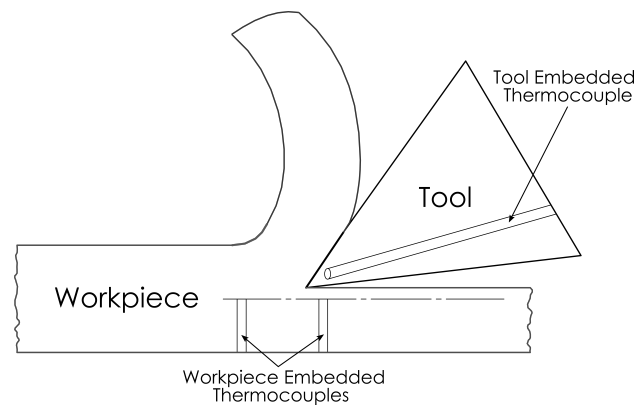 Tool Embedded
Thermocouple
Tool
Workpiece
Workpiece Embedded
Thermocouples